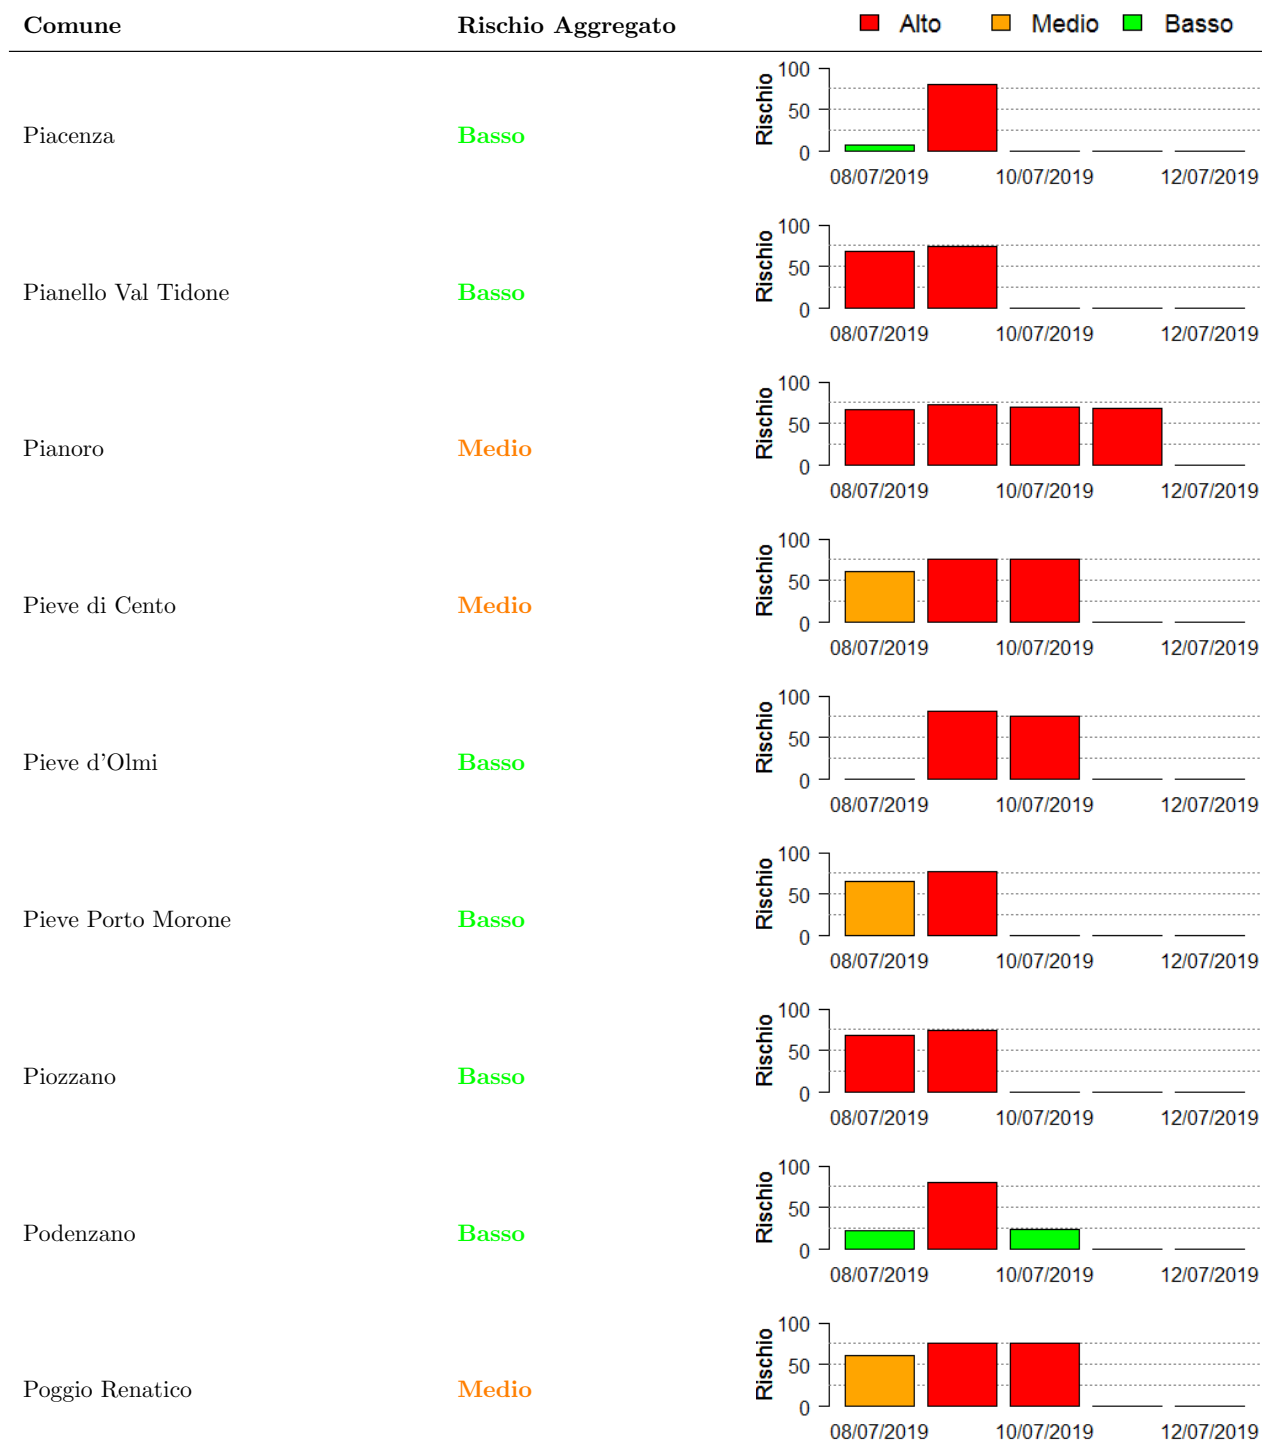 Comune Rischio Aggregato Alto Medio Basso
Piacenza Basso
Rischio
100
50
0
08/07/2019 10/07/2019 12/07/2019
Pianello Val Tidone Basso
Rischio
100
50
0
08/07/2019 10/07/2019 12/07/2019
Pianoro Medio
Rischio
100
50
0
08/07/2019 10/07/2019 12/07/2019
Pieve di Cento Medio
Rischio
100
50
0
08/07/2019 10/07/2019 12/07/2019
Pieve d'Olmi Basso
Rischio
100
50
0
08/07/2019 10/07/2019 12/07/2019
Pieve Porto Morone Basso
Rischio
100
50
0
08/07/2019 10/07/2019 12/07/2019
Piozzano Basso
Rischio
100
50
0
08/07/2019 10/07/2019 12/07/2019
Podenzano Basso
Rischio
100
50
0
08/07/2019 10/07/2019 12/07/2019
Poggio Renatico Medio
Rischio
100
50
0
08/07/2019 10/07/2019 12/07/2019